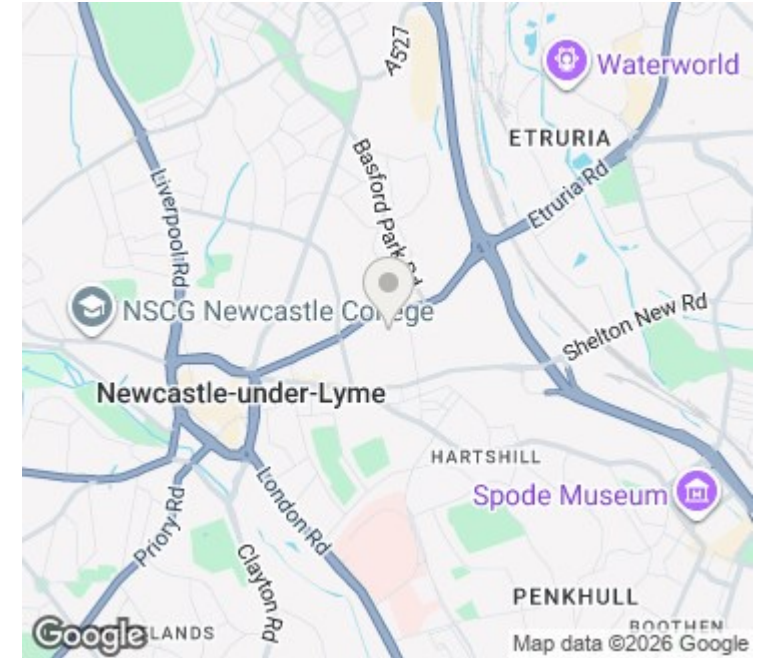 A527
Waterworld
ETRURIA
Basford Park Rd
Etruria Rd
Liverpool Rd
NSCG Newcastle College
Shelton New Rd
Newcastle-under-Lyme
HARTSHILL
Spode Museum
London Rd
Priory Rd
Clayton Rd
PENKHULL
BOOTHEN
LANDS
Google
Map data ©2026 Google